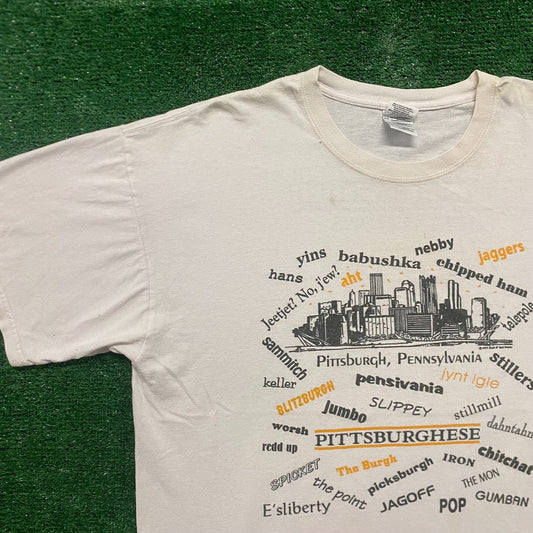 yins
babushka
nebby
jaggers
hans
Jeetjet? No, j'ew?
aht
chipped ham
telepole
sammitch
Pittsburgh, Pennsylvania
stillers
keller
BLITZBURGH
pensivania
jynt Igle
jumbo
SLIPPEY
stillmill
worsh
dahntahn
redd up
PITTSBURGHESE
SPICKET
The Burgh
picksburgh
IRON
chitchat
the point
THE MON
E'sliberty
JAGOFF
POP
GUMBAN